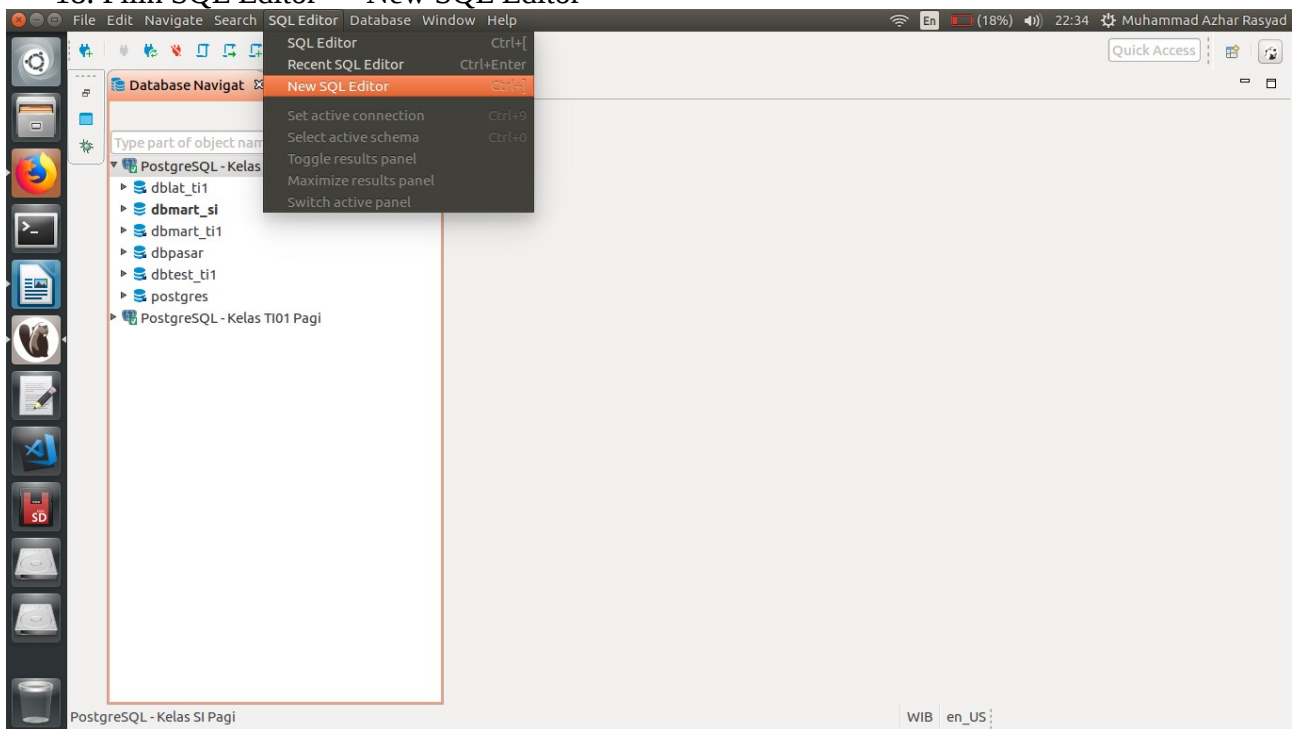 File Edit Navigate Search SQL Editor Database Window Help En (18%) 22:34 Muhammad Azhar Rasyad
SQL Editor Ctrl+[
Recent SQL Editor Ctrl+Enter
New SQL Editor Ctrl+]
Set active connection Ctrl+9
Select active schema Ctrl+0
Toggle results panel
Maximize results panel
Switch active panel
Quick Access
Database Navigat
Type part of object nam
PostgreSQL - Kelas
dblat_ti1
dbmart_si
dbmart_ti1
dbpasar
dbtest_ti1
postgres
PostgreSQL - Kelas TI01 Pagi
>_
SD
PostgreSQL - Kelas SI Pagi
WIB en_US